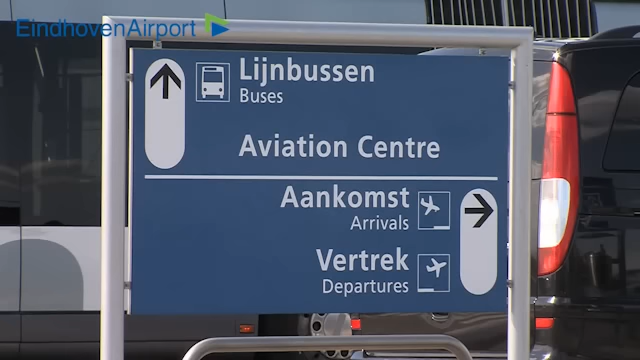 EindhovenAirport
Lijnbussen
Buses
Aviation Centre
Aankomst
Arrivals
Vertrek
Departures